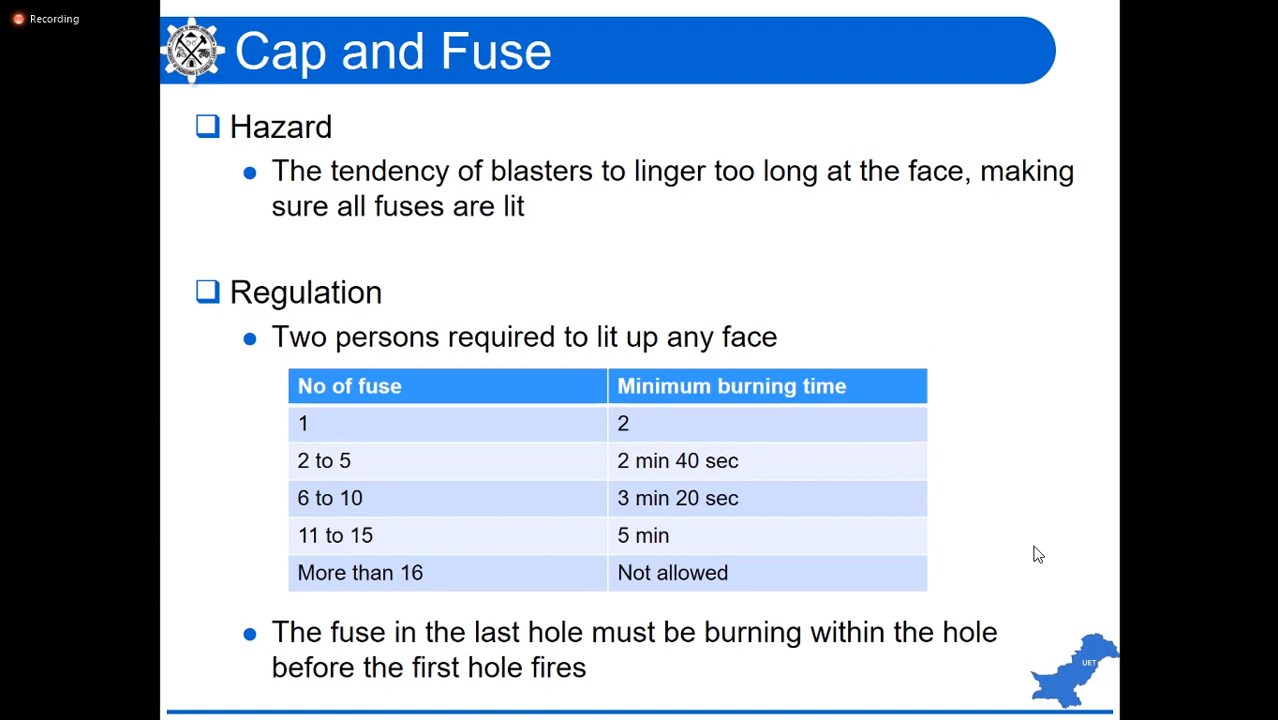 Recording
Cap and Fuse
Hazard
The tendency of blasters to linger too long at the face, making
sure all fuses are lit
Regulation
Two persons required to lit up any face
No of fuse Minimum burning time
1 2
2 to 5 2 min 40 sec
6 to 10 3 min 20 sec
11 to 15 5 min
More than 16 Not allowed
The fuse in the last hole must be burning within the hole
before the first hole fires
UET